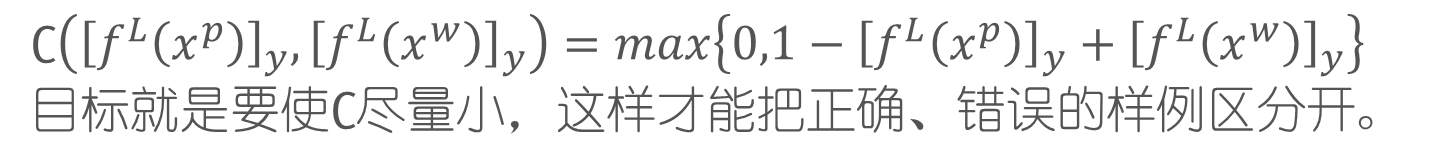 C([f^L(x^p)]_y, [f^L(x^w)]_y) = max{0,1 − [f^L(x^p)]_y + [f^L(x^w)]_y}
目标就是要使C尽量小，这样才能把正确、错误的样例区分开。